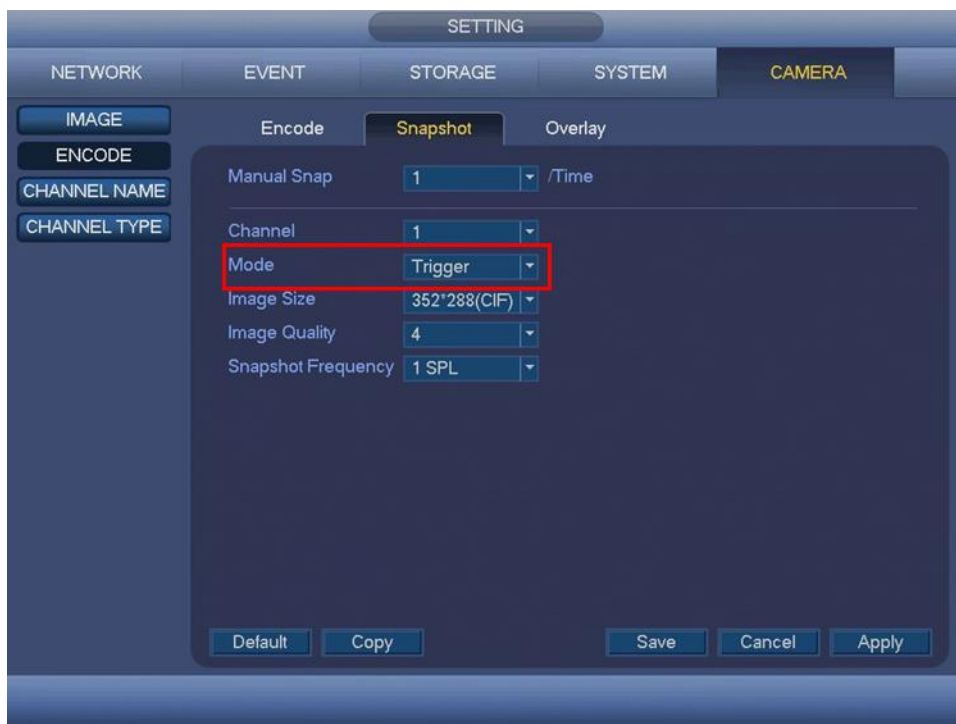 SETTING
NETWORK EVENT STORAGE SYSTEM CAMERA
IMAGE
ENCODE
CHANNEL NAME
CHANNEL TYPE
Encode Snapshot Overlay
Manual Snap 1 /Time
Channel 1
Mode Trigger
Image Size 352*288(CIF)
Image Quality 4
Snapshot Frequency 1 SPL
Default Copy Save Cancel Apply